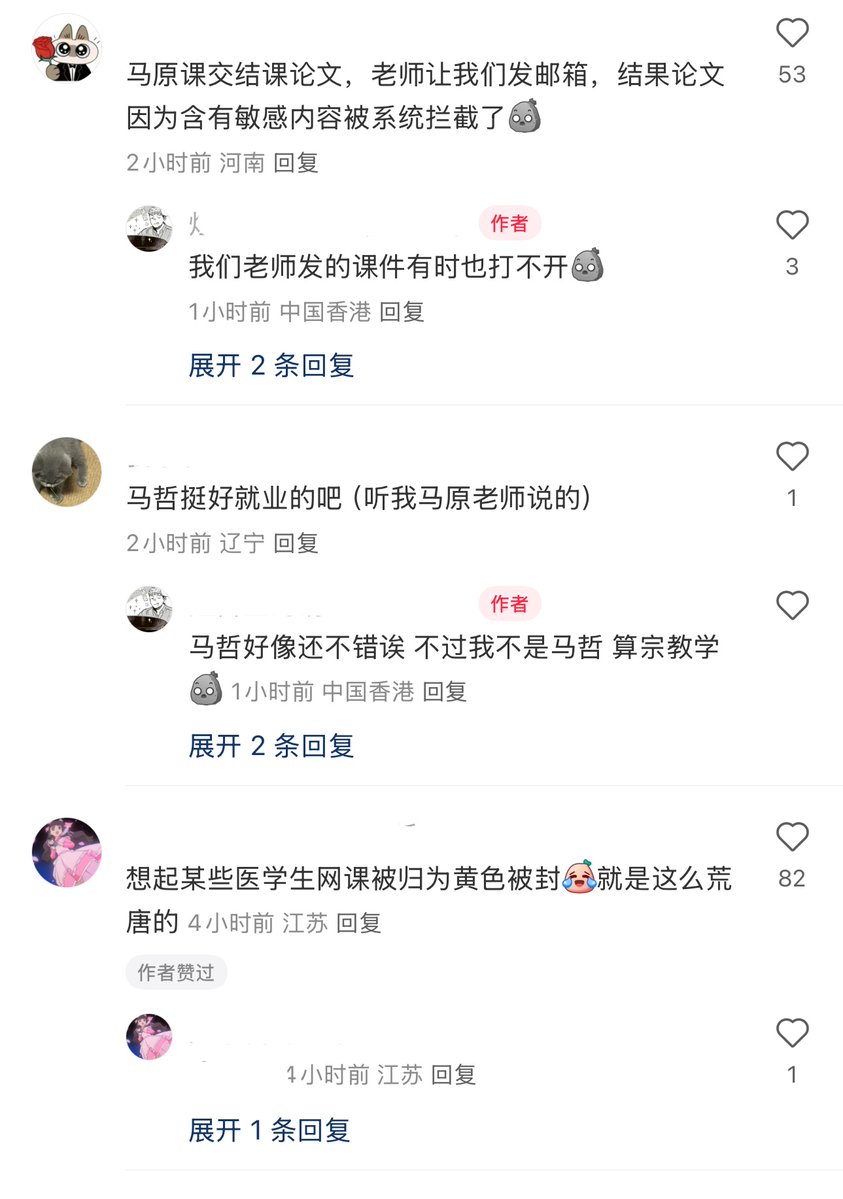 53
马原课交结课论文，老师让我们发邮箱，结果论文
因为含有敏感内容被系统拦截了
2小时前 河南 回复
作者
我们老师发的课件有时也打不开
3
1小时前 中国香港 回复
展开 2 条回复
马哲挺好就业的吧（听我马原老师说的）
1
2小时前 辽宁 回复
作者
马哲好像还不错诶 不过我不是马哲 算宗教学
1小时前 中国香港 回复
展开 2 条回复
想起某些医学生网课被归为黄色被封就是这么荒
82
唐的 4小时前 江苏 回复
作者赞过
4小时前 江苏 回复
1
展开 1 条回复